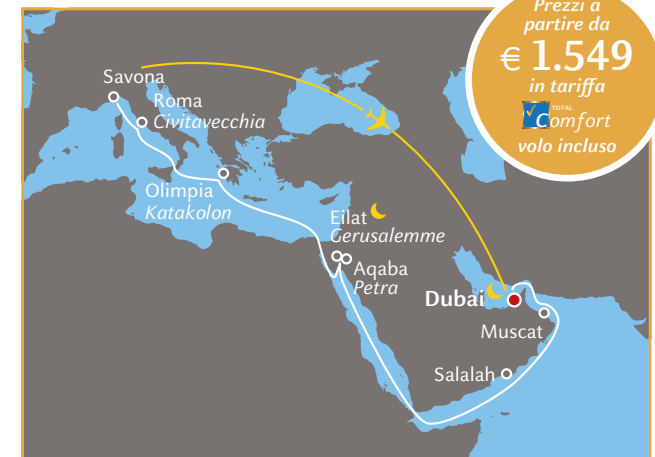 Prezzi a
partire da
€ 1.549
in tariffa
TOTAL
Comfort
volo incluso
Savona
Roma
Civitavecchia
Olimpia
Katakolon
Eilat
Gerusalemme
Aqaba
Petra
Dubai
Muscat
Salalah